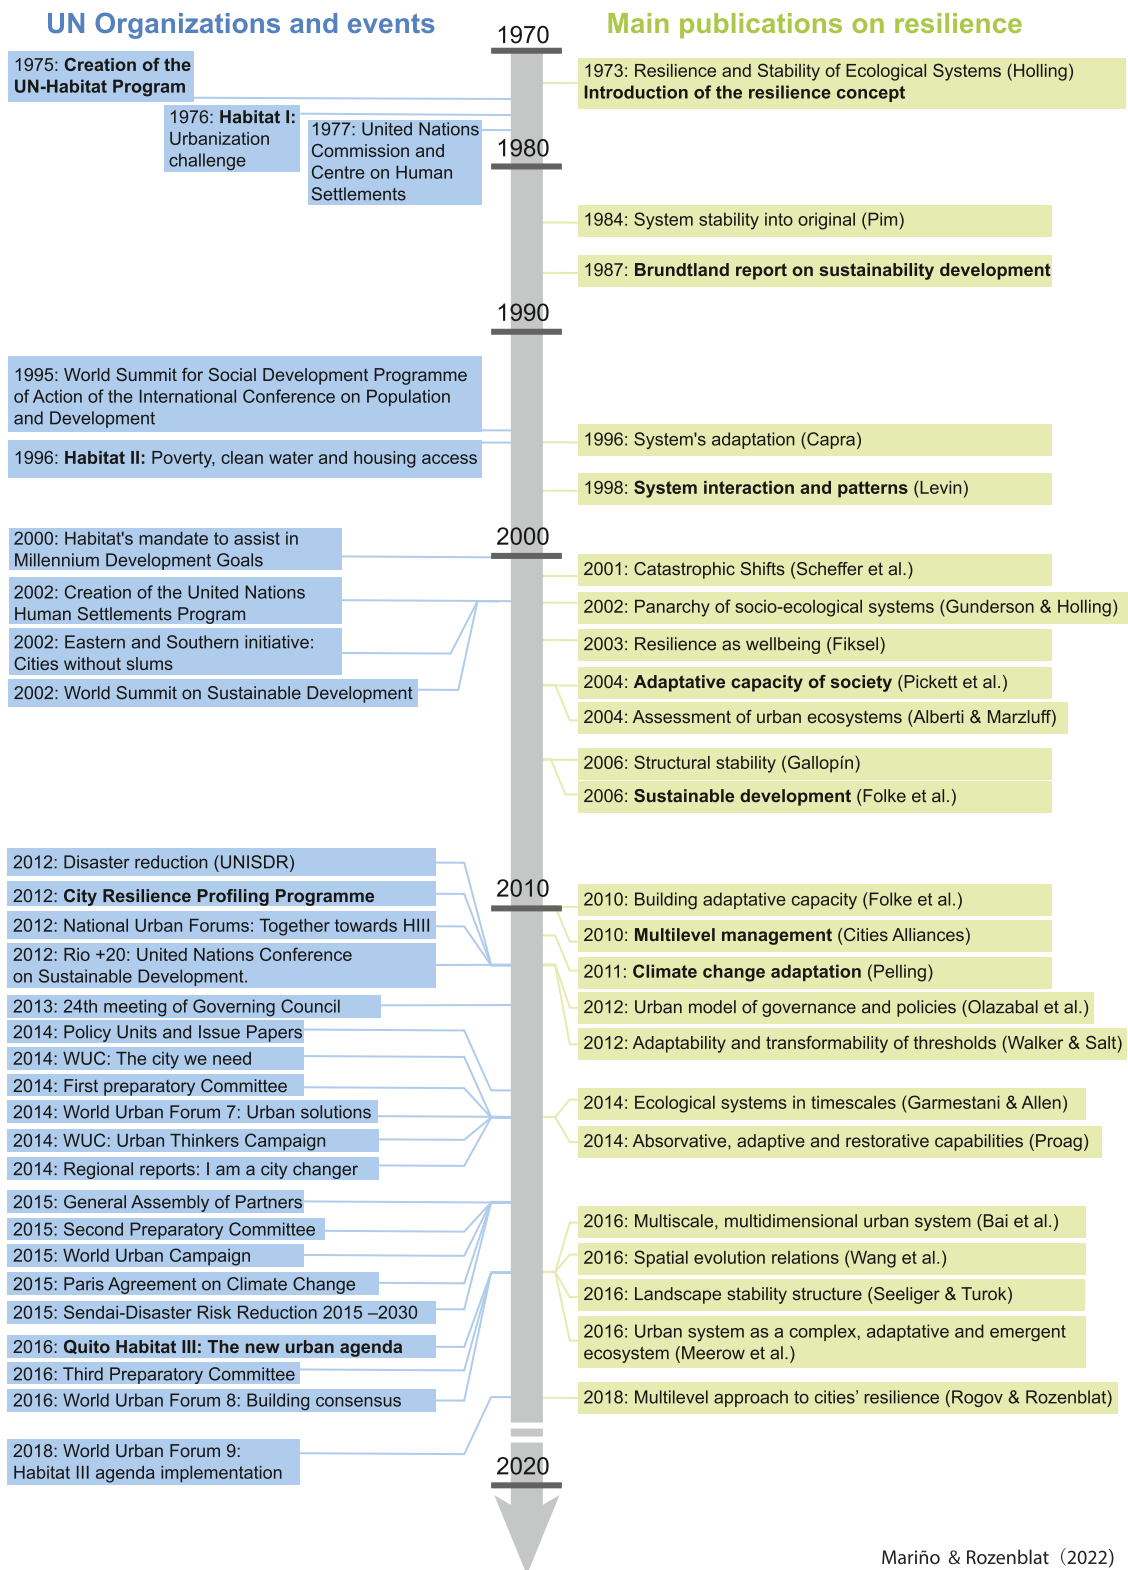 UN Organizations and events
Main publications on resilience
1970
1975: Creation of the
UN-Habitat Program
1976: Habitat I:
Urbanization
challenge
1977: United Nations
Commission and
Centre on Human
Settlements
1973: Resilience and Stability of Ecological Systems (Holling)
Introduction of the resilience concept
1980
1984: System stability into original (Pim)
1987: Brundtland report on sustainability development
1990
1995: World Summit for Social Development Programme
of Action of the International Conference on Population
and Development
1996: Habitat II: Poverty, clean water and housing access
1996: System's adaptation (Capra)
1998: System interaction and patterns (Levin)
2000
2000: Habitat's mandate to assist in
Millennium Development Goals
2002: Creation of the United Nations
Human Settlements Program
2002: Eastern and Southern initiative:
Cities without slums
2002: World Summit on Sustainable Development
2001: Catastrophic Shifts (Scheffer et al.)
2002: Panarchy of socio-ecological systems (Gunderson & Holling)
2003: Resilience as wellbeing (Fiksel)
2004: Adaptative capacity of society (Pickett et al.)
2004: Assessment of urban ecosystems (Alberti & Marzluff)
2006: Structural stability (Gallopín)
2006: Sustainable development (Folke et al.)
2010
2012: Disaster reduction (UNISDR)
2012: City Resilience Profiling Programme
2012: National Urban Forums: Together towards HIII
2012: Rio +20: United Nations Conference
on Sustainable Development.
2013: 24th meeting of Governing Council
2014: Policy Units and Issue Papers
2014: WUC: The city we need
2014: First preparatory Committee
2014: World Urban Forum 7: Urban solutions
2014: WUC: Urban Thinkers Campaign
2014: Regional reports: I am a city changer
2015: General Assembly of Partners
2015: Second Preparatory Committee
2015: World Urban Campaign
2015: Paris Agreement on Climate Change
2015: Sendai-Disaster Risk Reduction 2015 –2030
2016: Quito Habitat III: The new urban agenda
2016: Third Preparatory Committee
2016: World Urban Forum 8: Building consensus
2018: World Urban Forum 9:
Habitat III agenda implementation
2010: Building adaptative capacity (Folke et al.)
2010: Multilevel management (Cities Alliances)
2011: Climate change adaptation (Pelling)
2012: Urban model of governance and policies (Olazabal et al.)
2012: Adaptability and transformability of thresholds (Walker & Salt)
2014: Ecological systems in timescales (Garmestani & Allen)
2014: Absorvative, adaptive and restorative capabilities (Proag)
2016: Multiscale, multidimensional urban system (Bai et al.)
2016: Spatial evolution relations (Wang et al.)
2016: Landscape stability structure (Seeliger & Turok)
2016: Urban system as a complex, adaptative and emergent
ecosystem (Meerow et al.)
2018: Multilevel approach to cities’ resilience (Rogov & Rozenblat)
2020
Mariño & Rozenblat (2022)